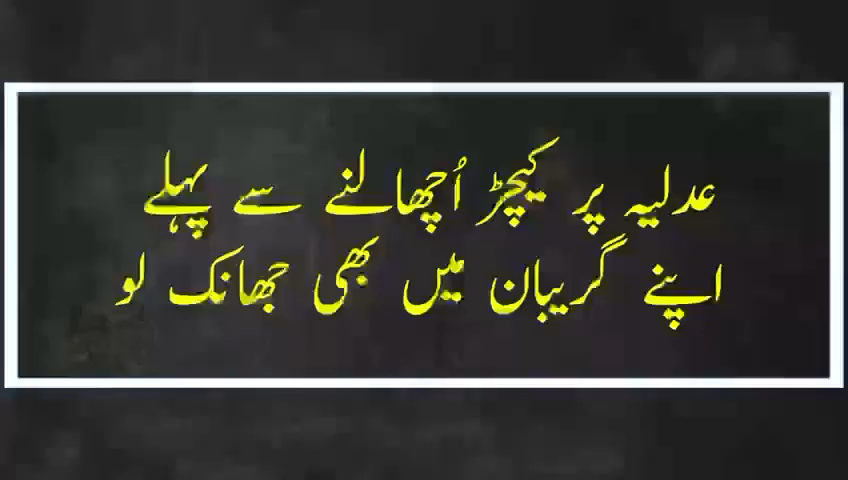 عدلیہ پر کیچڑ اُچھالنے سے پہلے
اپنے گریبان میں بھی جھانک لو